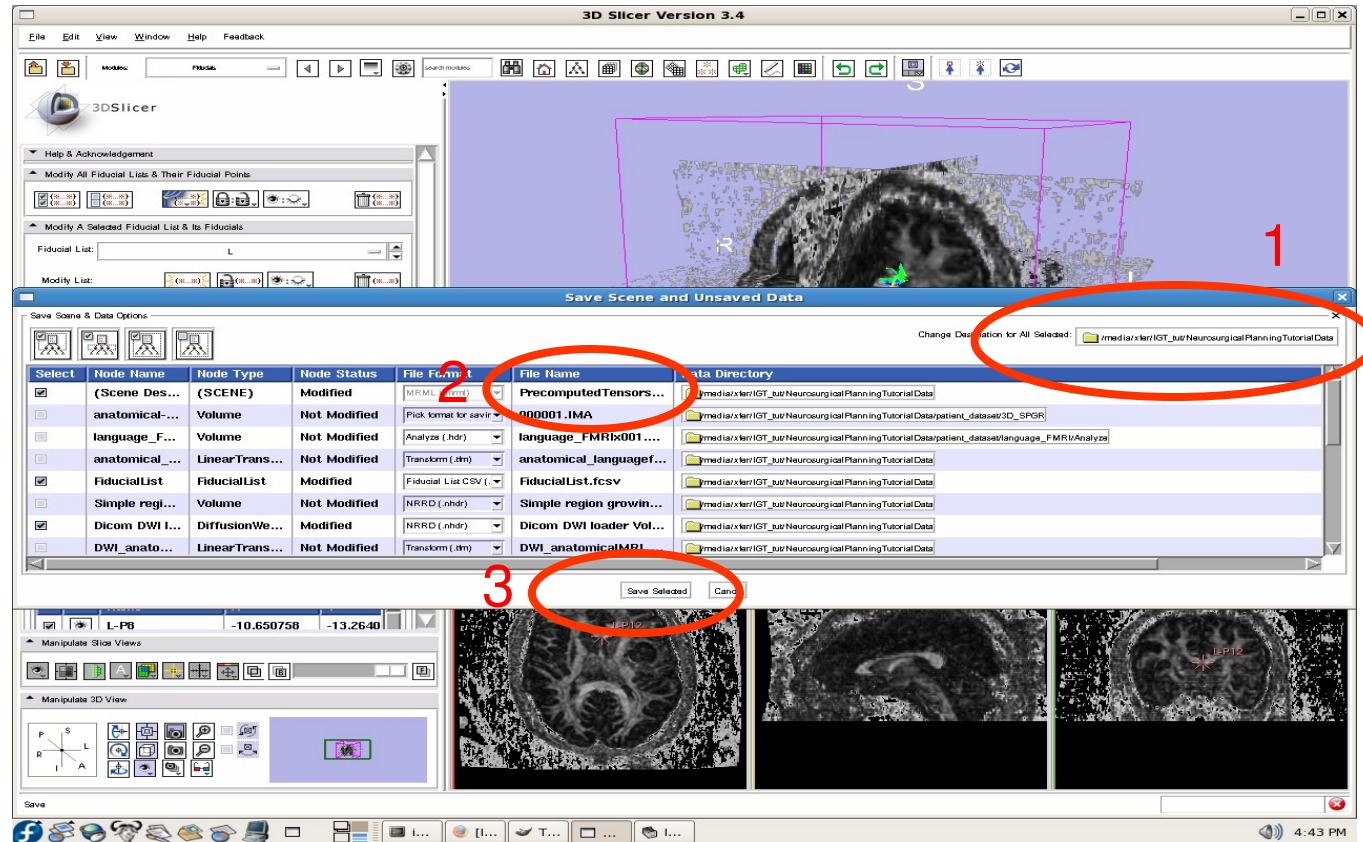 3D Slicer Version 3.4
File Edit View Window Help Feedback
Modules: Fiducials search modules
3DSlicer
S
Help & Acknowledgement
Modify All Fiducial Lists & Their Fiducial Points
Modify A Selected Fiducial List & Its Fiducials
Fiducial List: L
Modify List:
R
L
1
Save Scene and Unsaved Data
Save Scene & Data Options
Change Destination for All Selected: /media/xfer/IGT_tut/NeurosurgicalPlanningTutorialData
Select Node Name Node Type Node Status File Format File Name Data Directory
2
(Scene Des... (SCENE) Modified MRML (.mrml) PrecomputedTensors... /media/xfer/IGT_tut/NeurosurgicalPlanningTutorialData
anatomical-... Volume Not Modified Pick format for savin 000001.IMA /media/xfer/IGT_tut/NeurosurgicalPlanningTutorialData/patient_dataset/3D_SPGR
language_F... Volume Not Modified Analyze (.hdr) language_FMRIx001.... /media/xfer/IGT_tut/NeurosurgicalPlanningTutorialData/patient_dataset/language_FMRI/Analyze
anatomical_... LinearTrans... Not Modified Transform (.tfm) anatomical_languagef... /media/xfer/IGT_tut/NeurosurgicalPlanningTutorialData
FiducialList FiducialList Modified Fiducial List CSV (. FiducialList.fcsv /media/xfer/IGT_tut/NeurosurgicalPlanningTutorialData
Simple regi... Volume Not Modified NRRD (.nhdr) Simple region growin... /media/xfer/IGT_tut/NeurosurgicalPlanningTutorialData
Dicom DWI l... DiffusionWe... Modified NRRD (.nhdr) Dicom DWI loader Vol... /media/xfer/IGT_tut/NeurosurgicalPlanningTutorialData
DWI_anato... LinearTrans... Not Modified Transform (.tfm) DWI_anatomicalMRI... /media/xfer/IGT_tut/NeurosurgicalPlanningTutorialData
3
Save Selected Cancel
L-P8 -10.650758 -13.2640
L-P12
L-P12
Manipulate Slice Views
Manipulate 3D View
P S
R L
I A
Save
i... [I... T... ... I...
4:43 PM